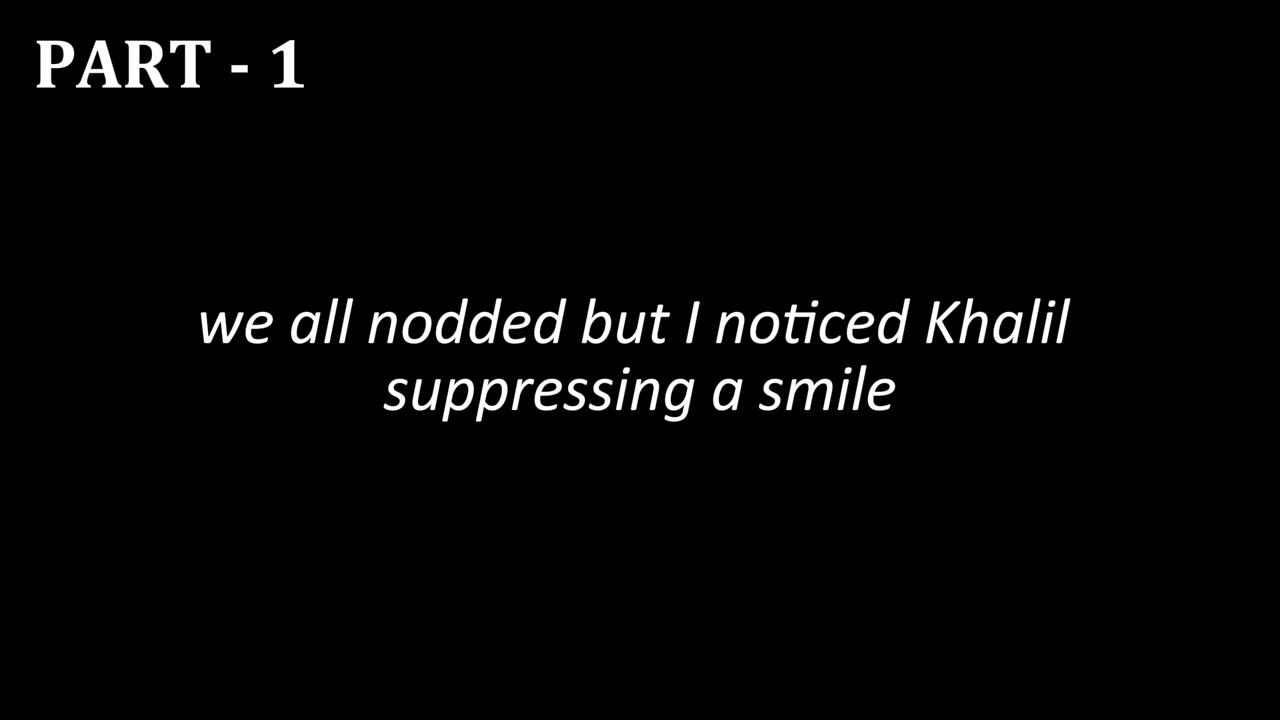 PART - 1
we all nodded but I noticed Khalil
suppressing a smile